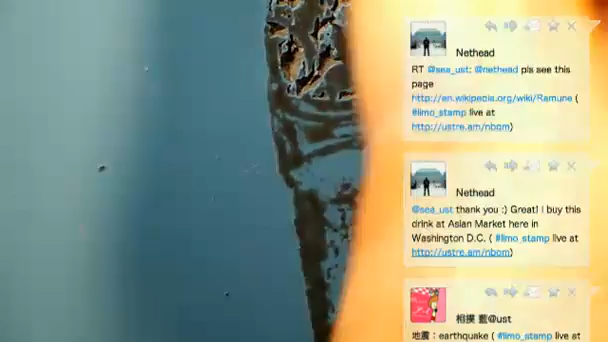 Nethead
RT @sea_ust: @nethead pls see this
page
http://en.wikipedia.org/wiki/Ramune (
#limo_stamp live at
http://ustre.am/nbom)
Nethead
@sea_ust thank you :) Great! I buy this
drink at Asian Market here in
Washington D.C. ( #limo_stamp live at
http://ustre.am/nbom)
相摸 藍@ust
地震：earthquake ( #limo_stamp live at